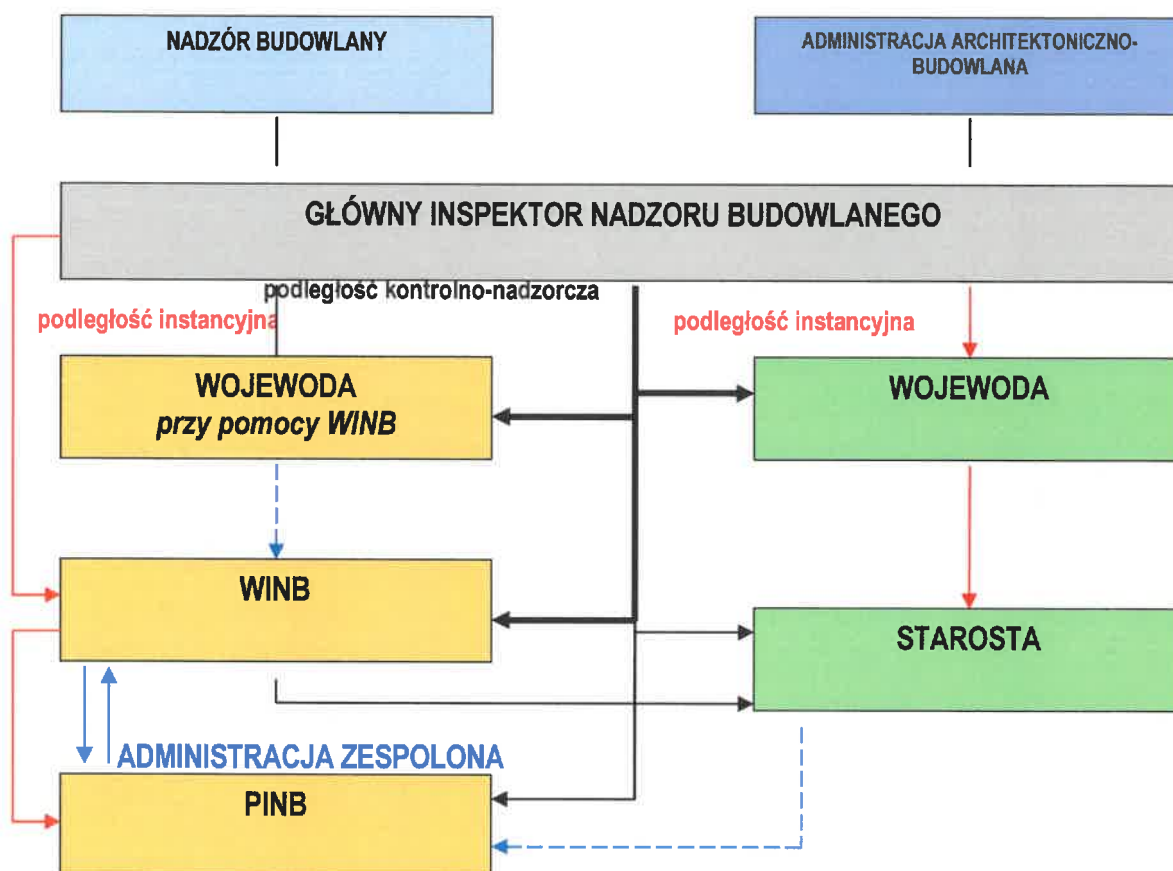 NADZÓR BUDOWLANY
ADMINISTRACJA ARCHITEKTONICZNO-
BUDOWLANA
GŁÓWNY INSPEKTOR NADZORU BUDOWLANEGO
podległość kontrolno-nadzorcza
podległość instancyjna
podległość instancyjna
WOJEWODA
przy pomocy WINB
WOJEWODA
WINB
STAROSTA
ADMINISTRACJA ZESPOLONA
PINB